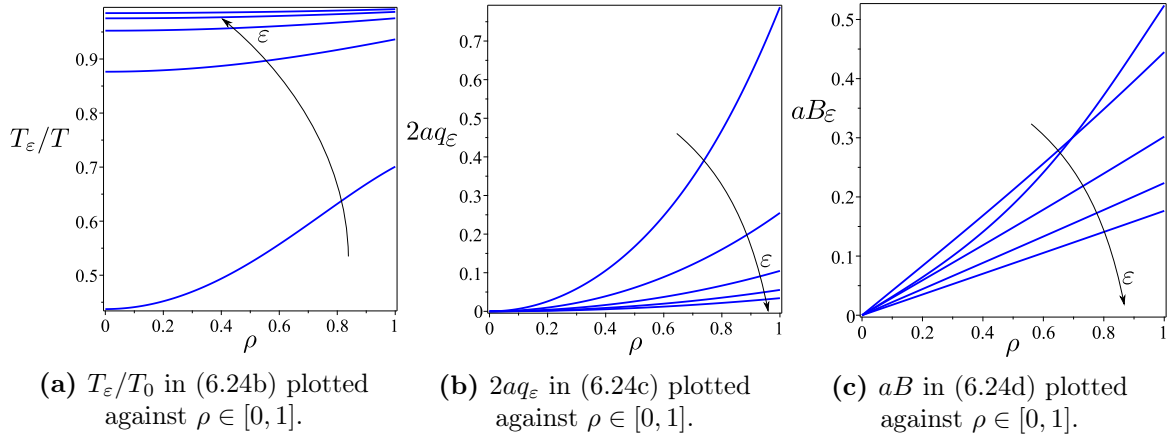 0.9
0.8
0.7
0.6
0.5
T_ε/T
ε
0 0.2 0.4 0.6 0.8 1
ρ
(a) T_ε/T_0 in (6.24b) plotted
against ρ ∈ [0, 1].
0.7
0.6
0.5
2aq_ε
0.4
0.3
0.2
0.1
0
ε
0 0.2 0.4 0.6 0.8 1
ρ
(b) 2aq_ε in (6.24c) plotted
against ρ ∈ [0, 1].
0.5
0.4
aB_ε
0.3
0.2
0.1
0
ε
0 0.2 0.4 0.6 0.8 1
ρ
(c) aB in (6.24d) plotted
against ρ ∈ [0, 1].